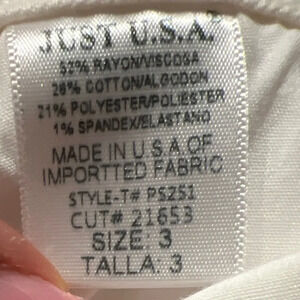 JUST U.S.A.
52% RAYON/VISCOSA
26% COTTON/ALGODON
21% POLYESTER/POLIESTER
1% SPANDEX/ELASTANO
MADE IN U S A OF
IMPORTTED FABRIC
STYLE-T# PS251
CUT# 21653
SIZE: 3
TALLA: 3